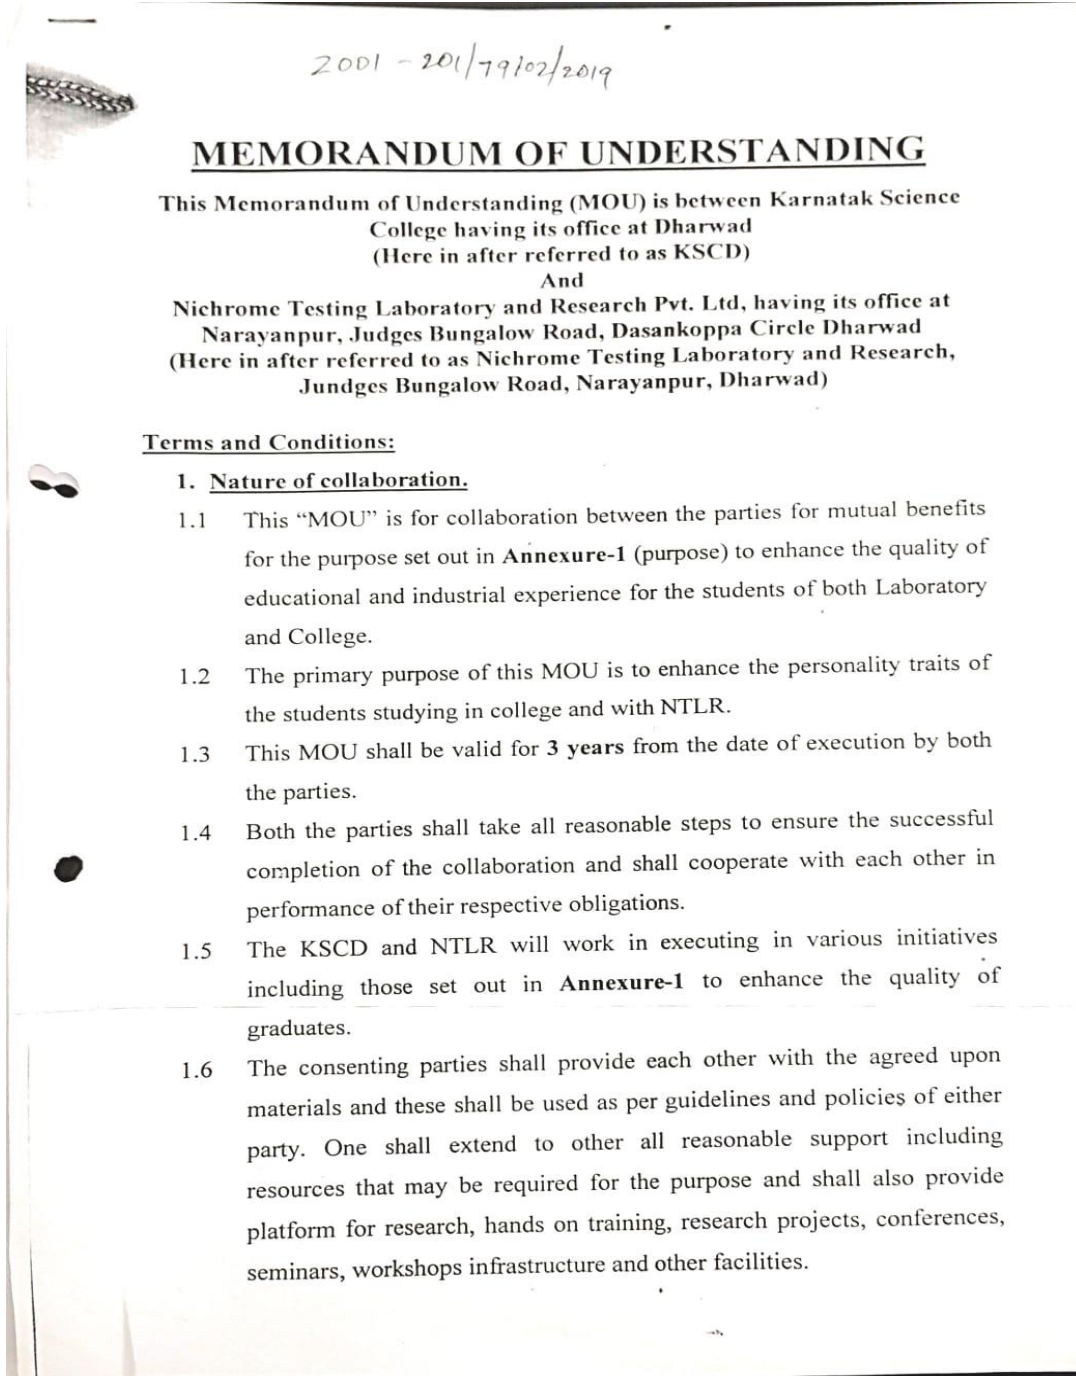 2001 - 201/79/02/2019
MEMORANDUM OF UNDERSTANDING
This Memorandum of Understanding (MOU) is between Karnatak Science
College having its office at Dharwad
(Here in after referred to as KSCD)
And
Nichrome Testing Laboratory and Research Pvt. Ltd, having its office at
Narayanpur, Judges Bungalow Road, Dasankoppa Circle Dharwad
(Here in after referred to as Nichrome Testing Laboratory and Research,
Jundges Bungalow Road, Narayanpur, Dharwad)
Terms and Conditions:
1. Nature of collaboration.
1.1 This “MOU” is for collaboration between the parties for mutual benefits
for the purpose set out in Annexure-1 (purpose) to enhance the quality of
educational and industrial experience for the students of both Laboratory
and College.
1.2 The primary purpose of this MOU is to enhance the personality traits of
the students studying in college and with NTLR.
1.3 This MOU shall be valid for 3 years from the date of execution by both
the parties.
1.4 Both the parties shall take all reasonable steps to ensure the successful
completion of the collaboration and shall cooperate with each other in
performance of their respective obligations.
1.5 The KSCD and NTLR will work in executing in various initiatives
including those set out in Annexure-1 to enhance the quality of
graduates.
1.6 The consenting parties shall provide each other with the agreed upon
materials and these shall be used as per guidelines and policies of either
party. One shall extend to other all reasonable support including
resources that may be required for the purpose and shall also provide
platform for research, hands on training, research projects, conferences,
seminars, workshops infrastructure and other facilities.